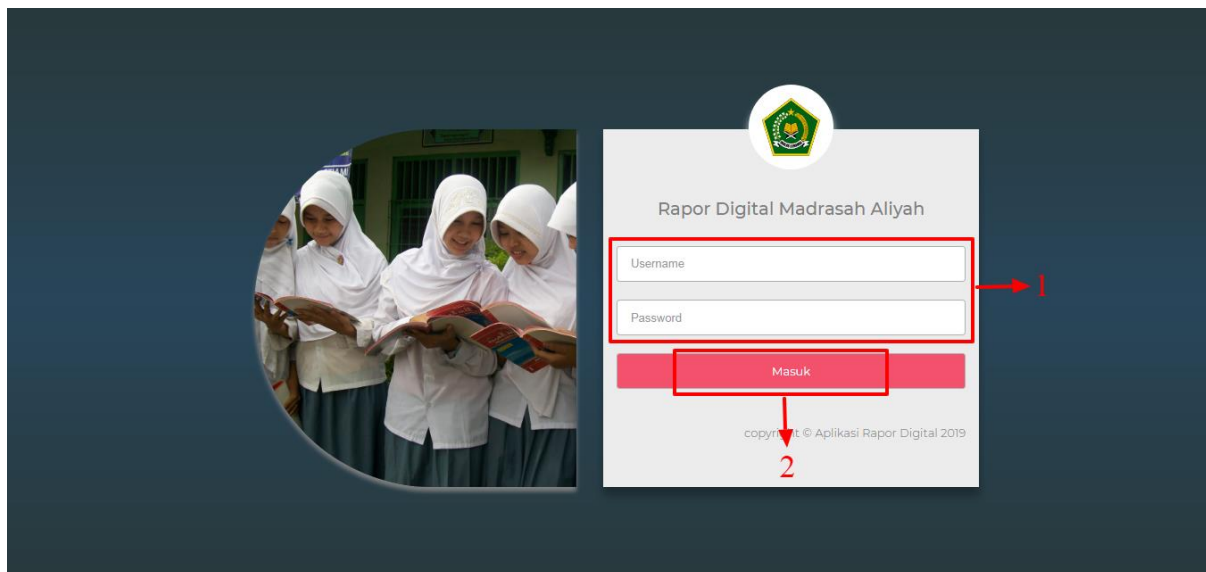 Rapor Digital Madrasah Aliyah
Username
1
Password
Masuk
copyright © Aplikasi Rapor Digital 2019
2